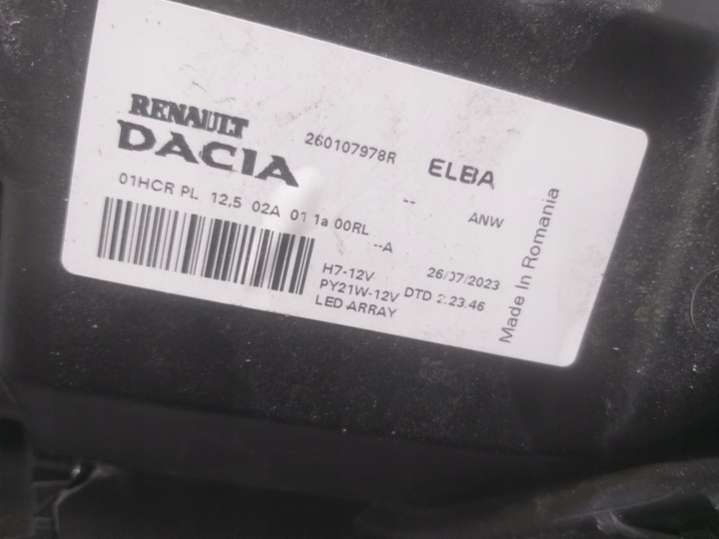 RENAULT
DACIA
260107978R ELBA
-- ANW
01HCR PL 12,5 02A 01 1a 00RL
--A
H7-12V 26/07/2023
PY21W-12V DTD 2.23.46
LED ARRAY
Made In Romania